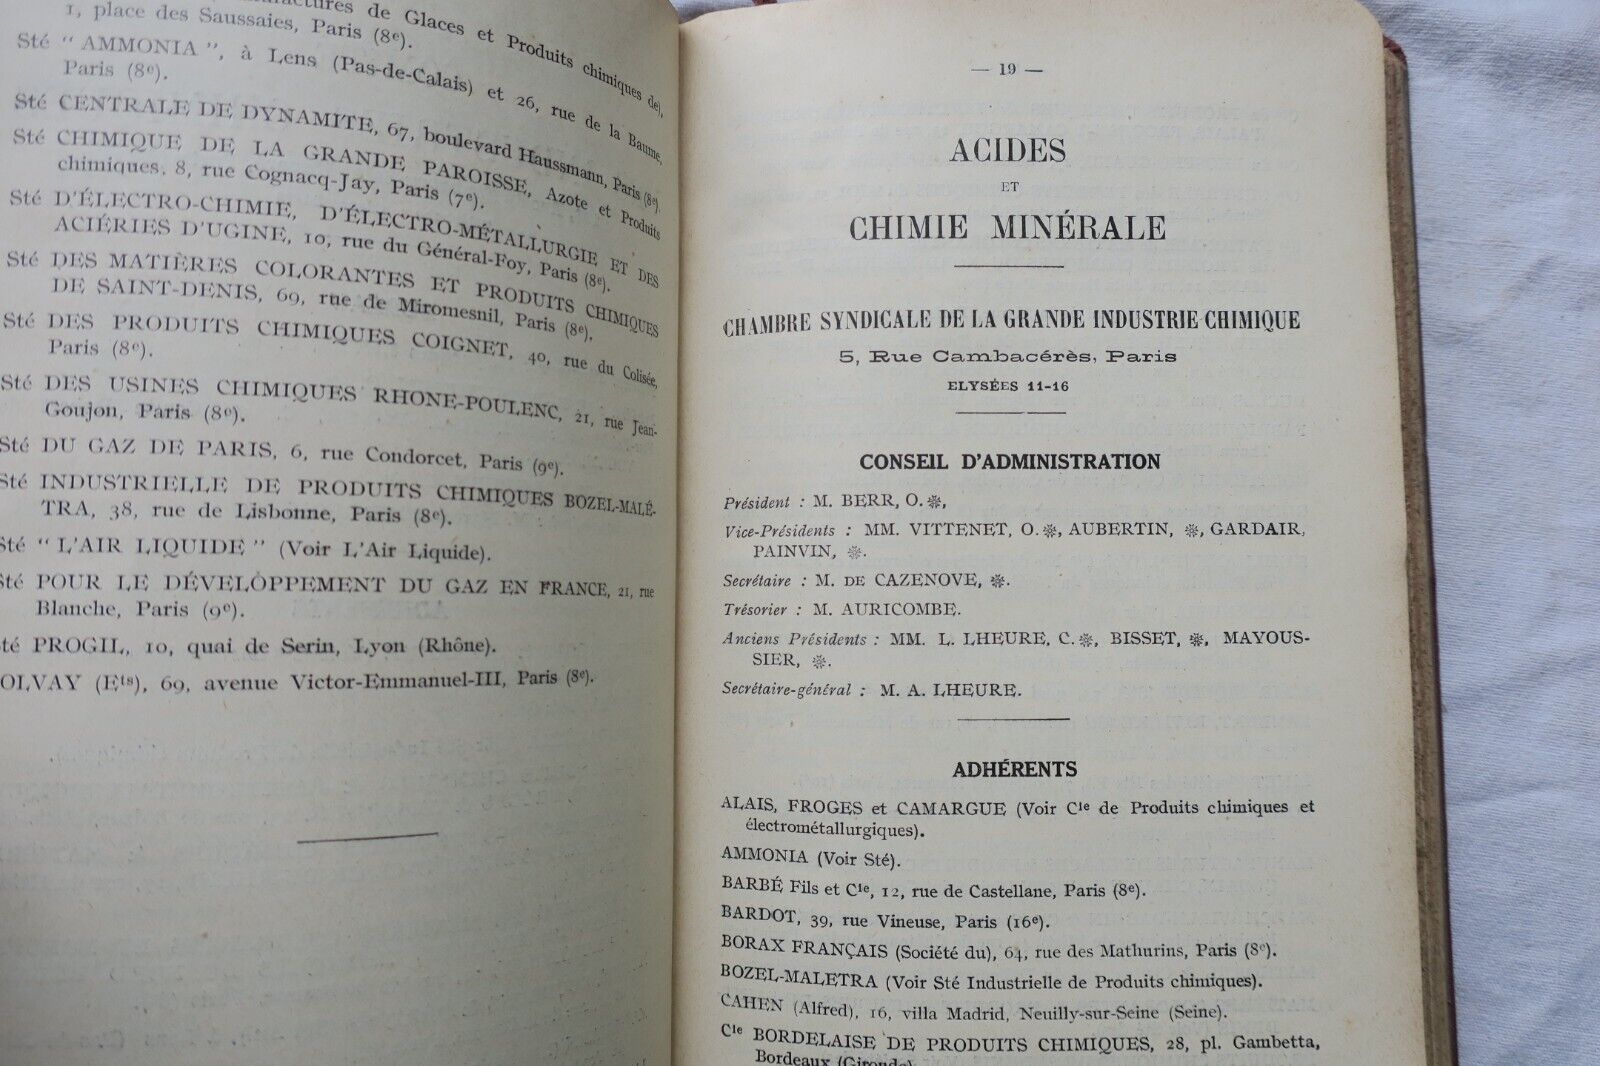 de Glaces et Produits chimiques de),
1, place des Saussaies, Paris (8e).
Sté " AMMONIA ", à Lens (Pas-de-Calais) et 26, rue de la Baume,
Paris (8e).
Sté CENTRALE DE DYNAMITE, 67, boulevard Haussmann, Paris (8e).
Sté CHIMIQUE DE LA GRANDE PAROISSE, Azote et Produits
chimiques, 8, rue Cognacq-Jay, Paris (7e).
Sté D'ÉLECTRO-CHIMIE, D'ÉLECTRO-MÉTALLURGIE ET DES
ACIÉRIES D'UGINE, 10, rue du Général-Foy, Paris (8e).
Sté DES MATIÈRES COLORANTES ET PRODUITS CHIMIQUES
DE SAINT-DENIS, 69, rue de Miromesnil, Paris (8e).
Sté DES PRODUITS CHIMIQUES COIGNET, 40, rue du Colisée,
Paris (8e).
Sté DES USINES CHIMIQUES RHONE-POULENC, 21, rue Jean-
Goujon, Paris (8e).
Sté DU GAZ DE PARIS, 6, rue Condorcet, Paris (9e).
Sté INDUSTRIELLE DE PRODUITS CHIMIQUES BOZEL-MALÉ-
TRA, 38, rue de Lisbonne, Paris (8e).
Sté " L'AIR LIQUIDE " (Voir L'Air Liquide).
Sté POUR LE DÉVELOPPEMENT DU GAZ EN FRANCE, 21, rue
Blanche, Paris (9e).
Sté PROGIL, 10, quai de Serin, Lyon (Rhône).
OLVAY (Ets), 69, avenue Victor-Emmanuel-III, Paris (8e).
— 19 —
ACIDES
ET
CHIMIE MINÉRALE
CHAMBRE SYNDICALE DE LA GRANDE INDUSTRIE CHIMIQUE
5, Rue Cambacérès, Paris
ELYSÉES 11-16
CONSEIL D'ADMINISTRATION
Président : M. BERR, O. ❉,
Vice-Présidents : MM. VITTENET, O. ❉, AUBERTIN, ❉, GARDAIR,
PAINVIN, ❉.
Secrétaire : M. DE CAZENOVE, ❉.
Trésorier : M. AURICOMBE.
Anciens Présidents : MM. L. LHEURE, C. ❉, BISSET, ❉, MAYOUS-
SIER, ❉.
Secrétaire-général : M. A. LHEURE.
ADHÉRENTS
ALAIS, FROGES et CAMARGUE (Voir Cie de Produits chimiques et
électrométallurgiques).
AMMONIA (Voir Sté).
BARBÉ Fils et Cie, 12, rue de Castellane, Paris (8e).
BARDOT, 39, rue Vineuse, Paris (16e).
BORAX FRANÇAIS (Société du), 64, rue des Mathurins, Paris (8e).
BOZEL-MALETRA (Voir Sté Industrielle de Produits chimiques).
CAHEN (Alfred), 16, villa Madrid, Neuilly-sur-Seine (Seine).
Cie BORDELAISE DE PRODUITS CHIMIQUES, 28, pl. Gambetta,
Bordeaux (Gironde)